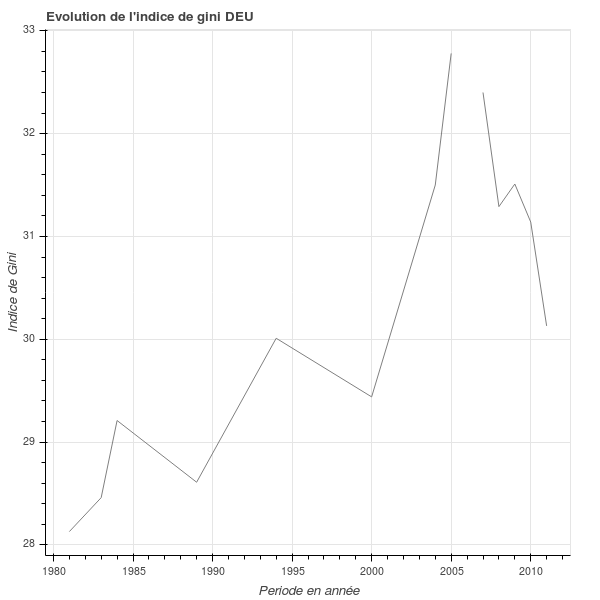 Evolution de l'indice de gini DEU
33
32
31
30
29
28
Indice de Gini
1980 1985 1990 1995 2000 2005 2010
Periode en année